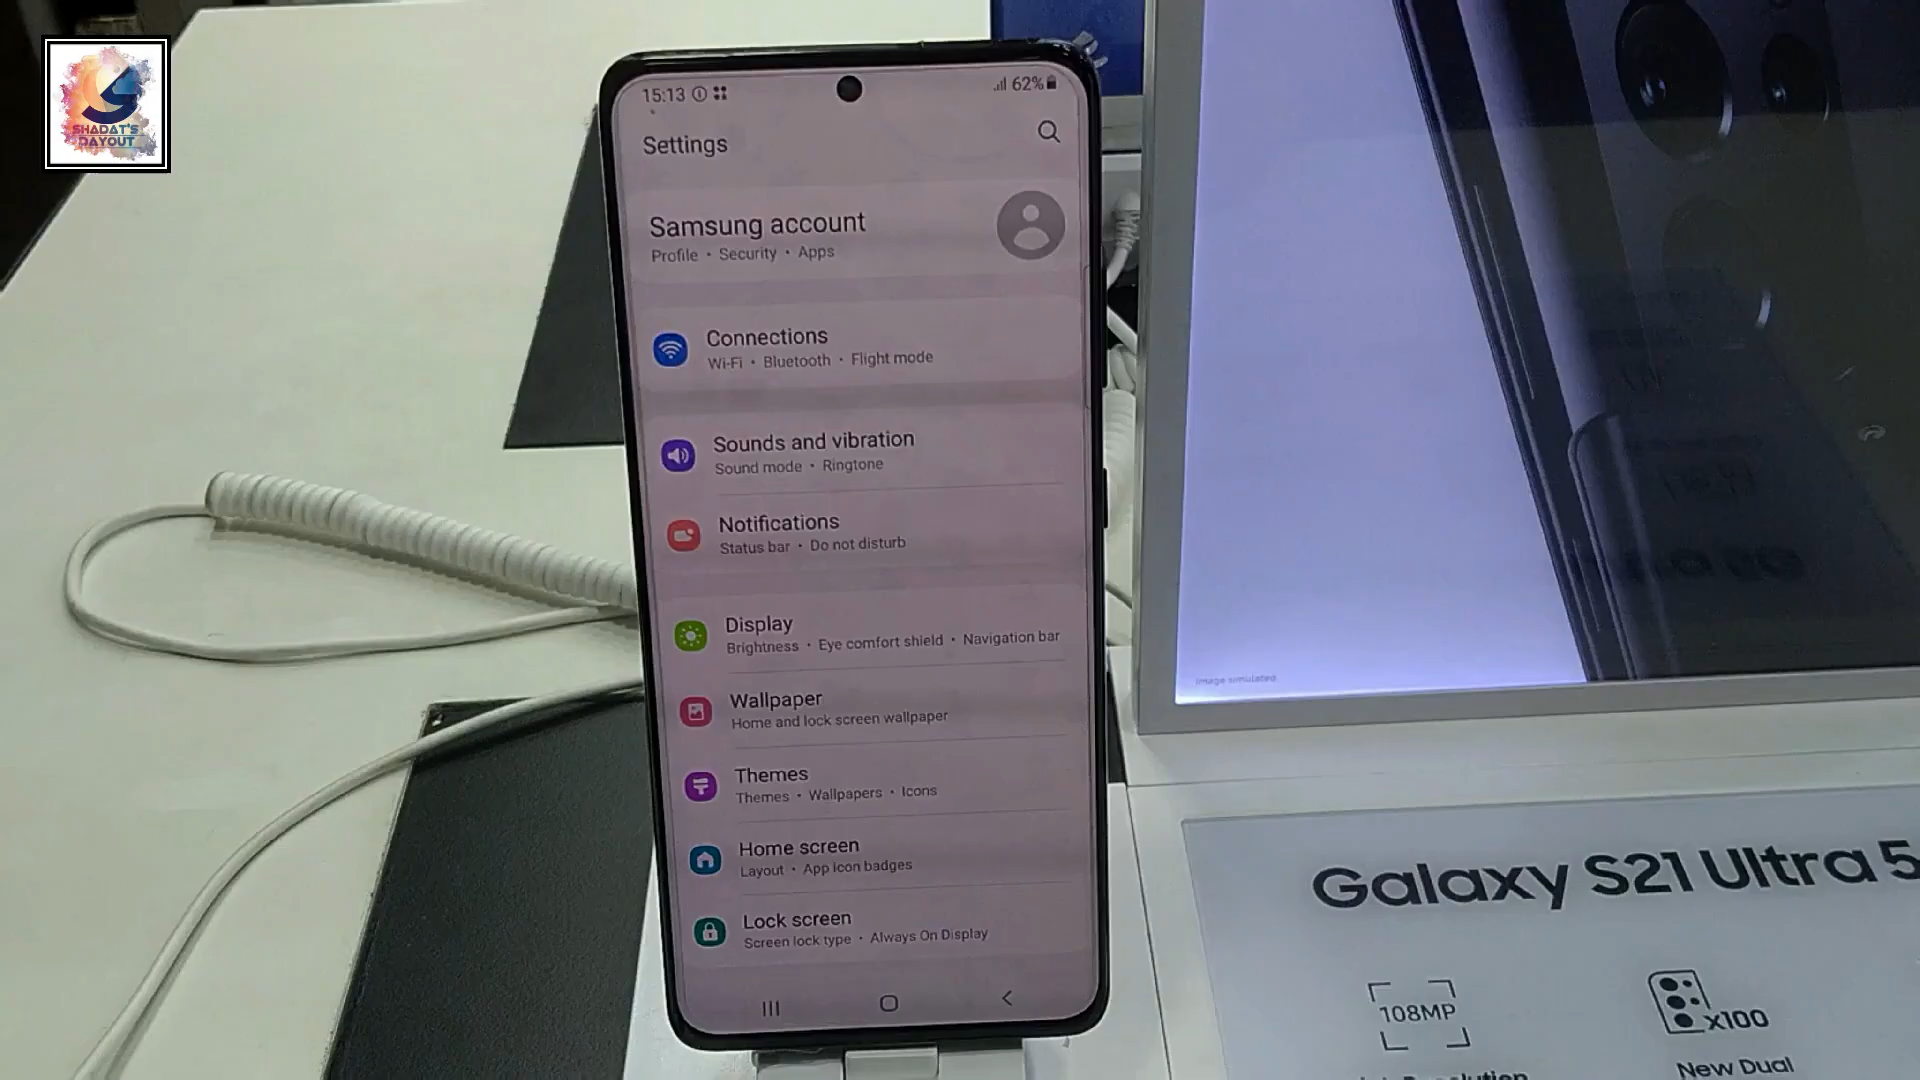 SHADAT'S
DAYOUT
15:13
62%
Settings
Samsung account
Profile • Security • Apps
Connections
Wi-Fi • Bluetooth • Flight mode
Sounds and vibration
Sound mode • Ringtone
Notifications
Status bar • Do not disturb
Display
Brightness • Eye comfort shield • Navigation bar
Wallpaper
Home and lock screen wallpaper
Themes
Themes • Wallpapers • Icons
Home screen
Layout • App icon badges
Lock screen
Screen lock type • Always On Display
Image simulated
Galaxy S21 Ultra 5
108MP
x100
New Dual